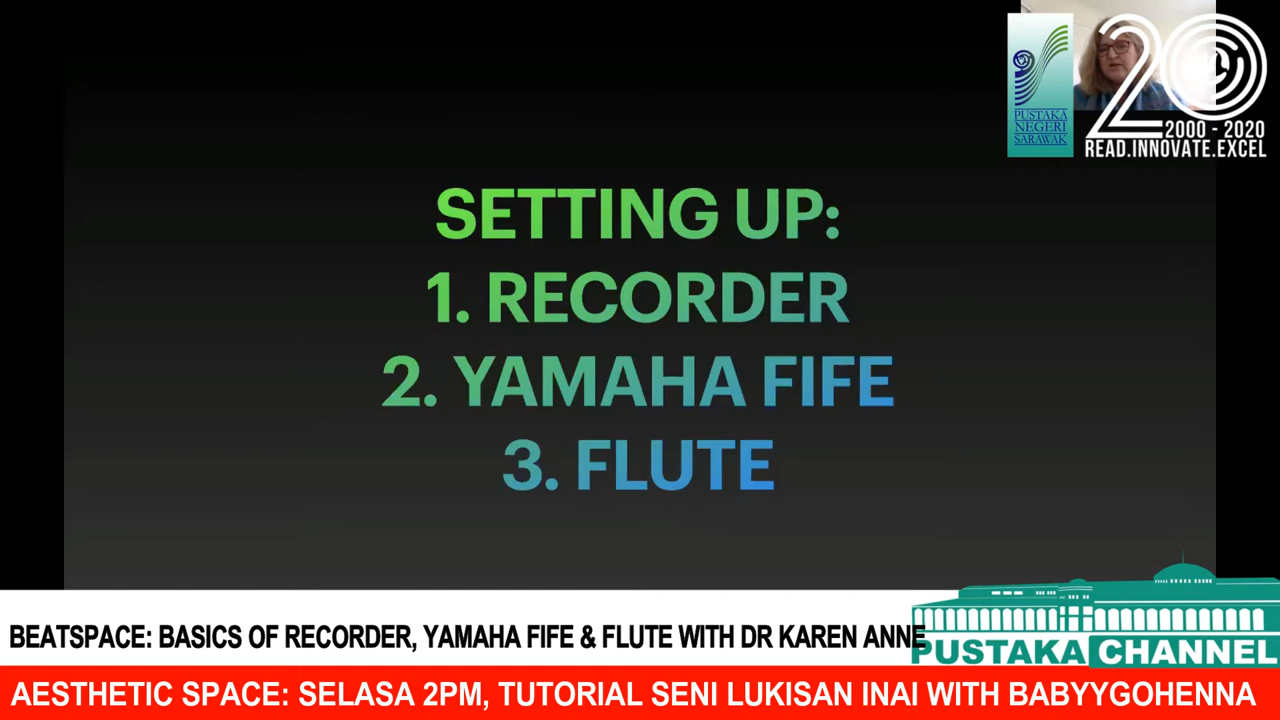 PUSTAKA
NEGERI
SARAWAK
20
2000 - 2020
READ.INNOVATE.EXCEL
SETTING UP:
1. RECORDER
2. YAMAHA FIFE
3. FLUTE
BEATSPACE: BASICS OF RECORDER, YAMAHA FIFE & FLUTE WITH DR KAREN ANNE
PUSTAKA CHANNEL
AESTHETIC SPACE: SELASA 2PM, TUTORIAL SENI LUKISAN INAI WITH BABYYGOHENNA